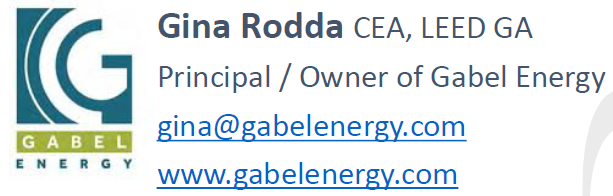 G
GABEL
ENERGY
Gina Rodda CEA, LEED GA
Principal / Owner of Gabel Energy
gina@gabelenergy.com
www.gabelenergy.com